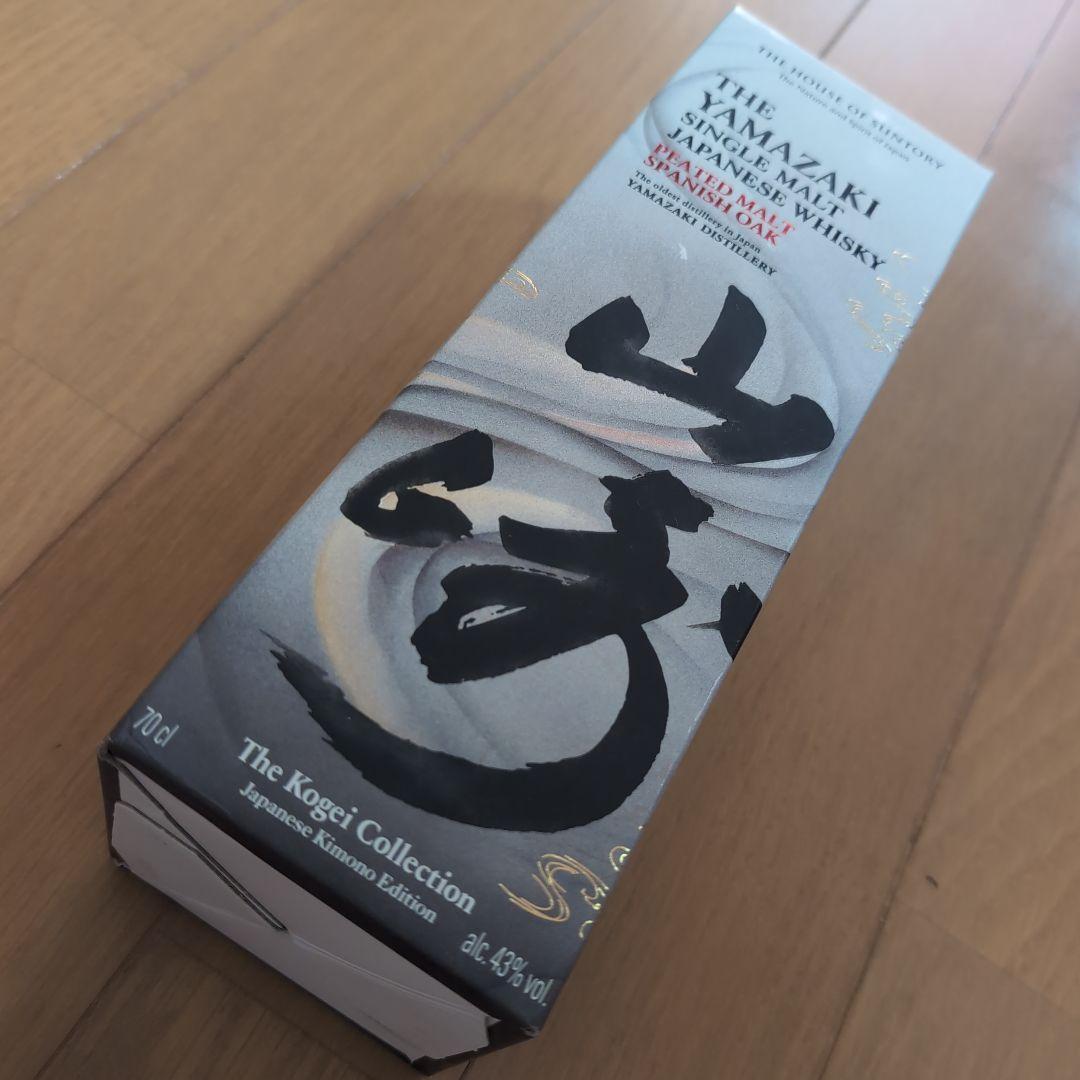 THE HOUSE OF SUNTORY
The nature and spirit of Japan
THE
YAMAZAKI
SINGLE MALT
JAPANESE WHISKY
PEATED MALT
SPANISH OAK
The oldest distillery in Japan
YAMAZAKI DISTILLERY
山崎
70 cl
The Kogei Collection
Japanese Kimono Edition
alc. 43% vol.